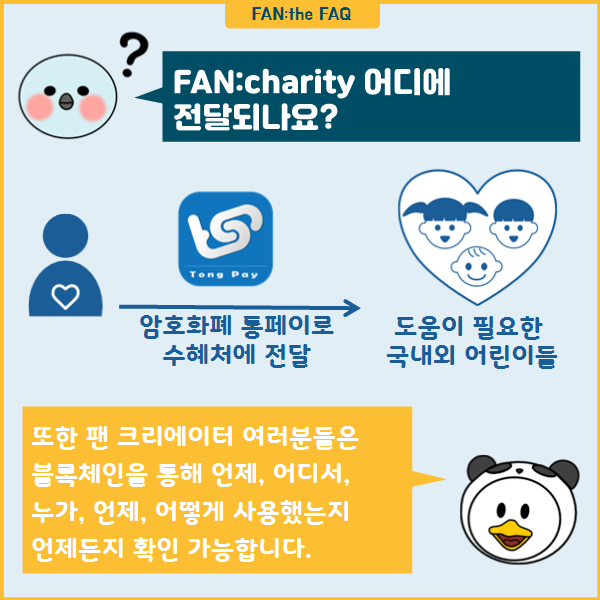 FAN:the FAQ
?
FAN:charity 어디에
전달되나요?
Tong Pay
암호화폐 통페이로
수혜처에 전달
도움이 필요한
국내외 어린이들
또한 팬 크리에이터 여러분들은
블록체인을 통해 언제, 어디서,
누가, 언제, 어떻게 사용했는지
언제든지 확인 가능합니다.